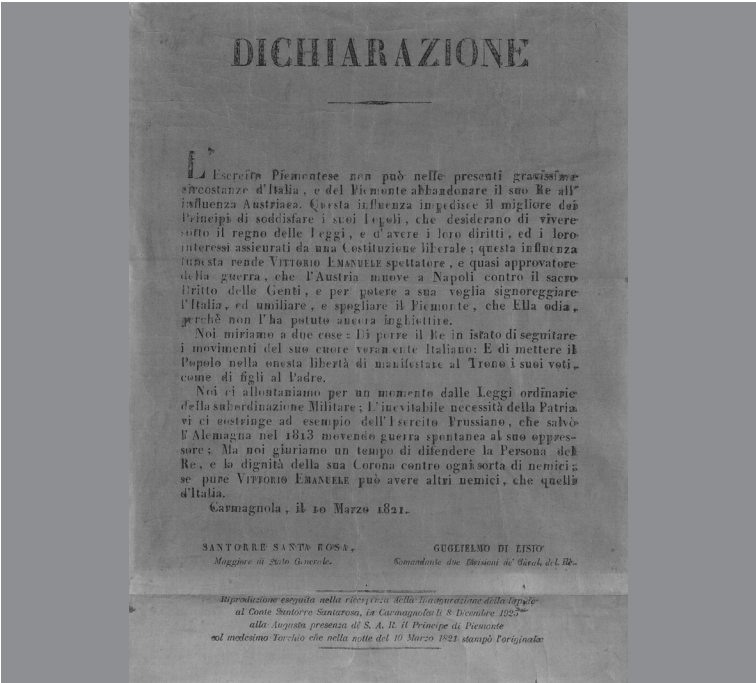 DICHIARAZIONE
L'Esercito Piemontese non può nelle presenti gravissime
circostanze d'Italia, e del Piemonte abbandonare il suo Re all'
influenza Austriaca. Questa influenza impedisce il migliore dei
Principi di soddisfare i suoi Popoli, che desiderano di vivere
sotto il regno delle Leggi, e d'avere i loro diritti, ed i loro
interessi assicurati da una Costituzione liberale; questa influenza
funesta rende VITTORIO EMANUELE spettatore, e quasi approvatore
della guerra, che l'Austria muove a Napoli contro il sacro
Dritto delle Genti, e per potere a sua voglia signoreggiare
l'Italia, ed umiliare, e spogliare il Piemonte, che Ella odia,
perchè non l'ha potuto ancora inghiottire.
Noi miriamo a due cose: Di porre il Re in istato di seguitare
i movimenti del suo cuore veramente Italiano: E di mettere il
Popolo nella onesta libertà di manifestare al Trono i suoi voti,
come di figli al Padre.
Noi ci allontaniamo per un momento dalle Leggi ordinarie
della subordinazione Militare; L'inevitabile necessità della Patria
vi ci costringe ad esempio dell'Esercito Prussiano, che salvò
l'Alemagna nel 1813 movendo guerra spontanea al suo oppres-
sore; Ma noi giuriamo un tempo di difendere la Persona del
Re, e la dignità della sua Corona contro ogni sorta di nemici;
se pure VITTORIO EMANUELE può avere altri nemici, che quelli
d'Italia.
Carmagnola, il 10 Marzo 1821.
SANTORRE SANTA ROSA,
Maggiore di Stato Generale.
GUGLIELMO DI LISIO
Comandante due Divisioni de' Caval. del Re.
Riproduzione eseguita nella ricorrenza della Inaugurazione della lapide
al Conte Santorre Santarosa, in Carmagnola li 8 Dicembre 1925
alla Augusta presenza di S. A. R. il Principe di Piemonte
col medesimo Torchio che nella notte del 10 Marzo 1821 stampò l'originale